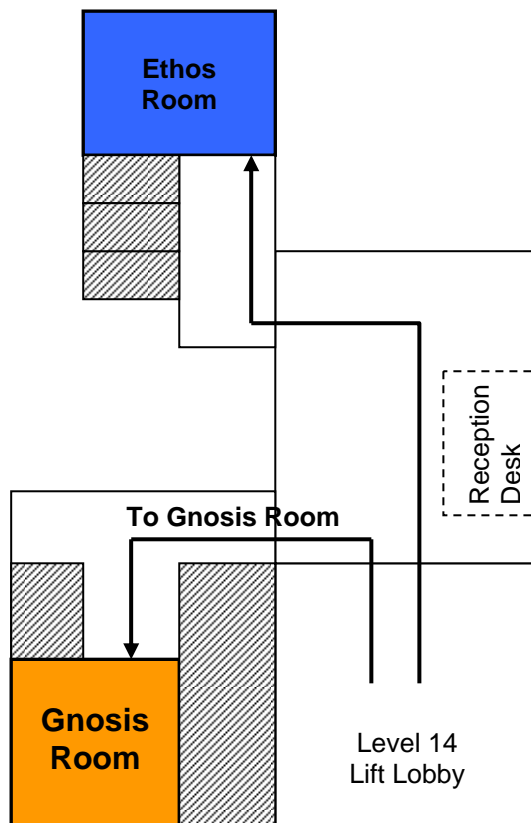 Ethos
Room
Reception
Desk
To Gnosis Room
Gnosis
Room
Level 14
Lift Lobby